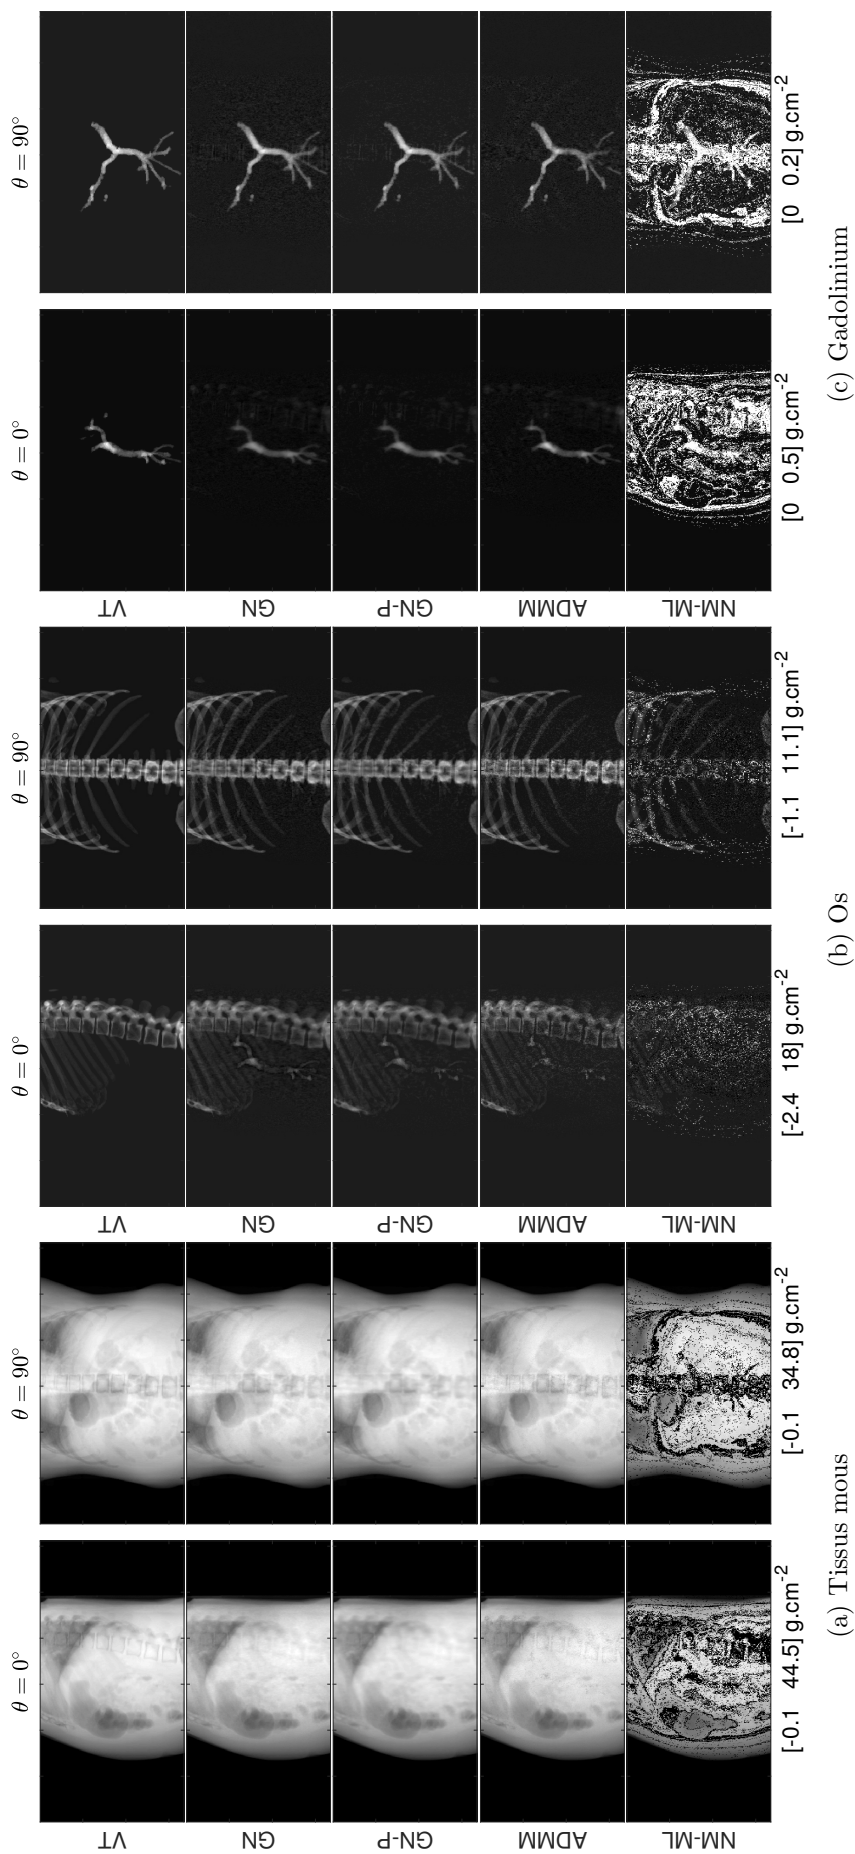 θ = 0°
θ = 90°
VT
GN
GN-P
ADMM
NM-ML
[-0.1 44.5] g.cm-2
[-0.1 34.8] g.cm-2
(a) Tissus mous
θ = 0°
θ = 90°
VT
GN
GN-P
ADMM
NM-ML
[-2.4 18] g.cm-2
[-1.1 11.1] g.cm-2
(b) Os
θ = 0°
θ = 90°
VT
GN
GN-P
ADMM
NM-ML
[0 0.5] g.cm-2
[0 0.2] g.cm-2
(c) Gadolinium